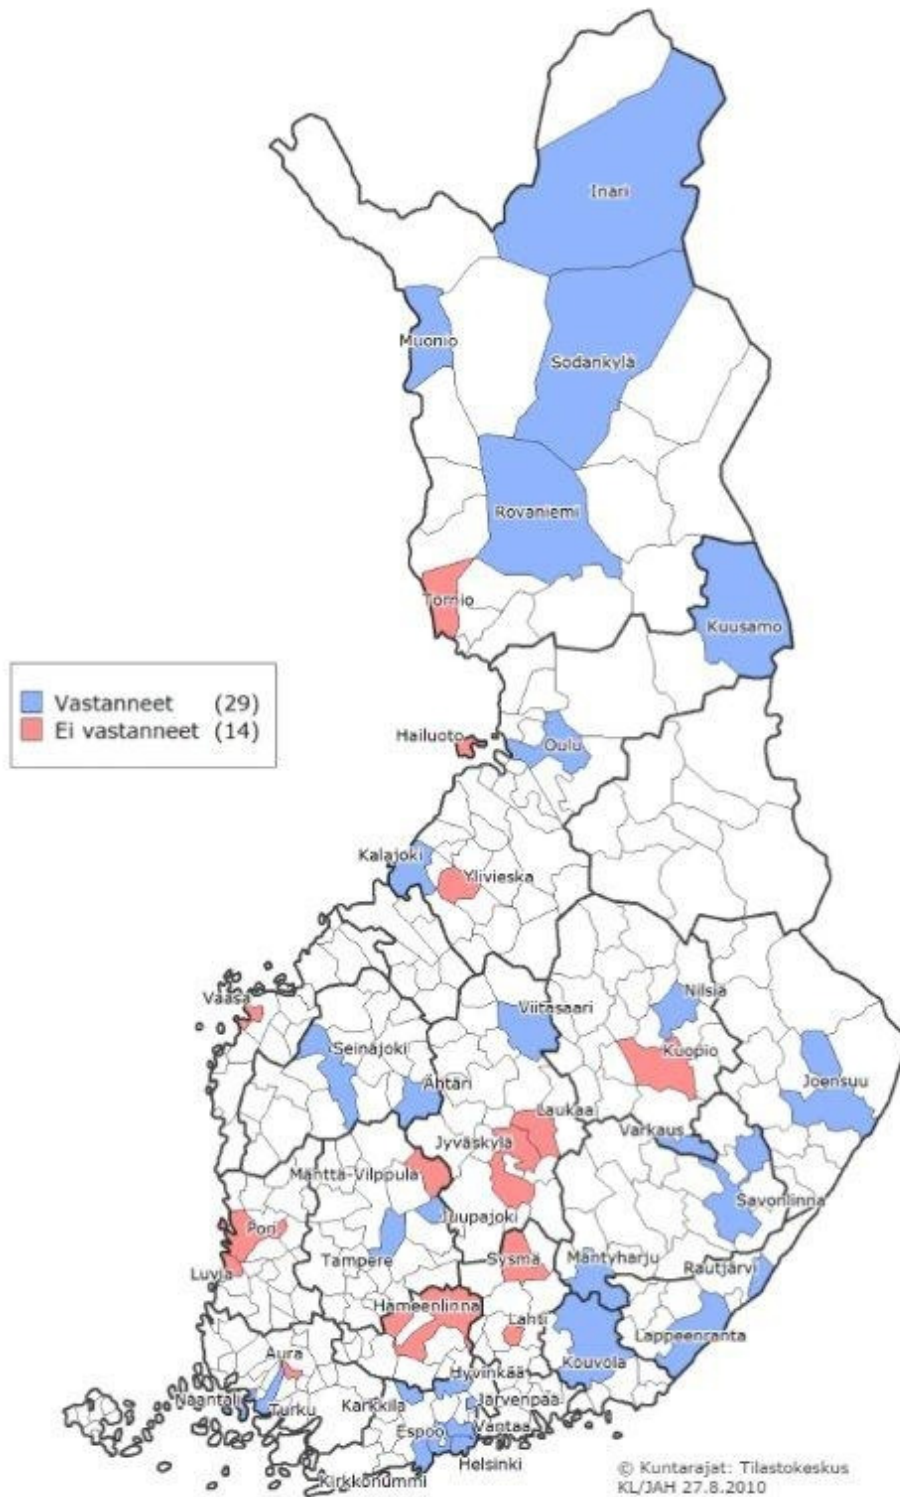 Inari
Muonio
Sodankylä
Rovaniemi
Tornio
Kuusamo
Vastanneet (29)
Ei vastanneet (14)
Hailuoto
Oulu
Kalajoki
Ylivieska
Vaasa
Nilsiä
Viitasaari
Seinäjoki
Kuopio
Ähtäri
Joensuu
Laukaa
Varkaus
Jyväskylä
Mänttä-Vilppula
Savonlinna
Juupajoki
Pori
Tampere
Sysmä
Mäntyharju
Rautjärvi
Luvia
Hämeenlinna
Lahti
Lappeenranta
Aura
Kouvola
Hyvinkää
Naantali
Turku
Karkkila
Järvenpää
Espoo
Vantaa
Helsinki
Kirkkonummi
© Kuntarajat: Tilastokeskus
KL/JAH 27.8.2010